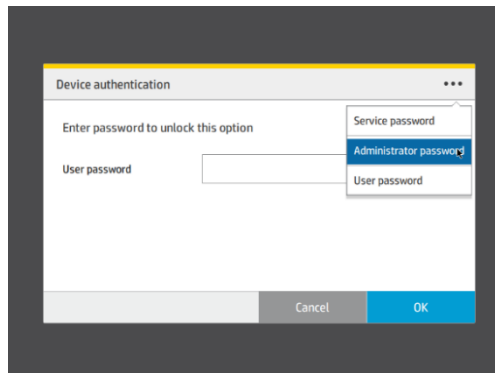 Device authentication
Enter password to unlock this option
Service password
Administrator password
User password
User password
Cancel
OK